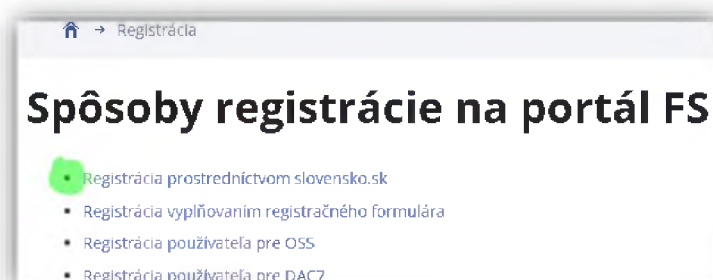 Registrácia
Spôsoby registrácie na portál FS
Registrácia prostredníctvom slovensko.sk
Registrácia vyplňovaním registračného formulára
Registrácia používateľa pre OSS
Registrácia používateľa pre DAC7